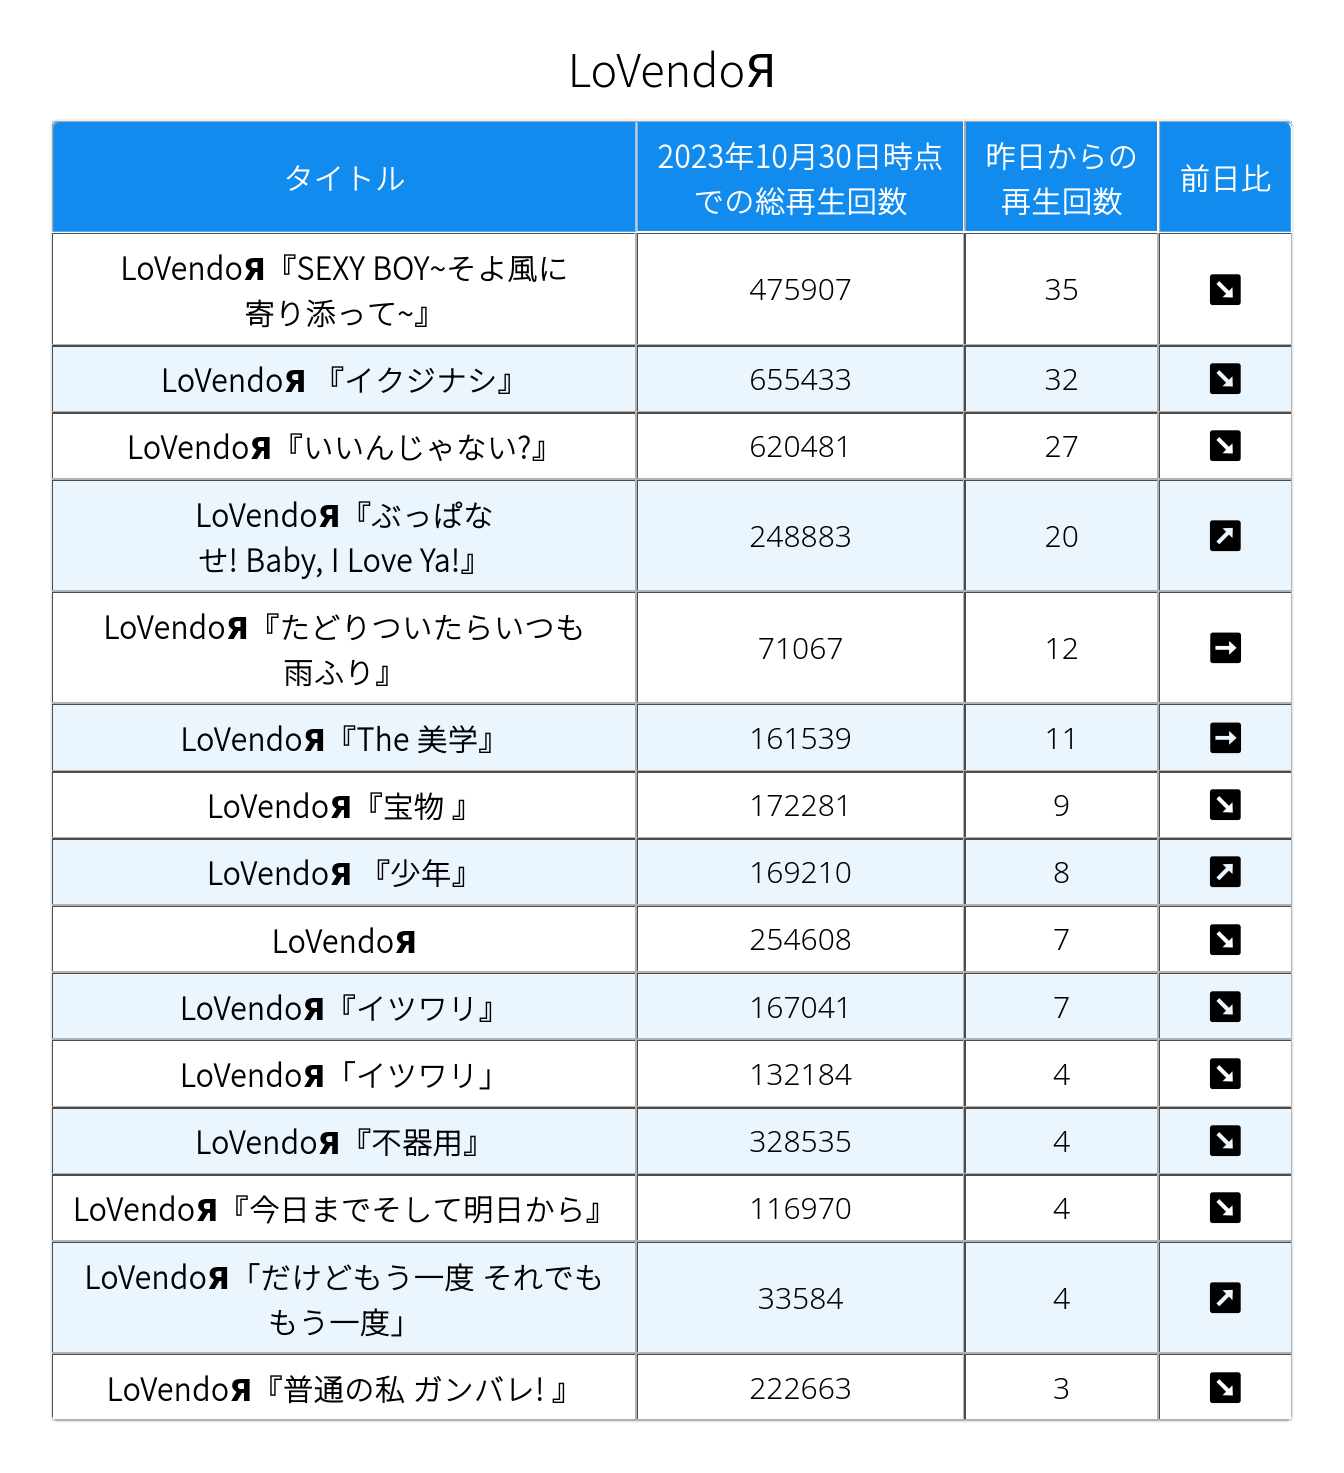 LoVendoЯ
タイトル
2023年10月30日時点
での総再生回数
昨日からの
再生回数
前日比
LoVendoЯ『SEXY BOY~そよ風に
寄り添って~』
475907
35
LoVendoЯ 『イクジナシ』
655433
32
LoVendoЯ『いいんじゃない?』
620481
27
LoVendoЯ『ぶっぱな
せ! Baby, I Love Ya!』
248883
20
LoVendoЯ『たどりついたらいつも
雨ふり』
71067
12
LoVendoЯ『The 美学』
161539
11
LoVendoЯ『宝物 』
172281
9
LoVendoЯ 『少年』
169210
8
LoVendoЯ
254608
7
LoVendoЯ『イツワリ』
167041
7
LoVendoЯ「イツワリ」
132184
4
LoVendoЯ『不器用』
328535
4
LoVendoЯ『今日までそして明日から』
116970
4
LoVendoЯ「だけどもう一度 それでも
もう一度」
33584
4
LoVendoЯ『普通の私 ガンバレ! 』
222663
3